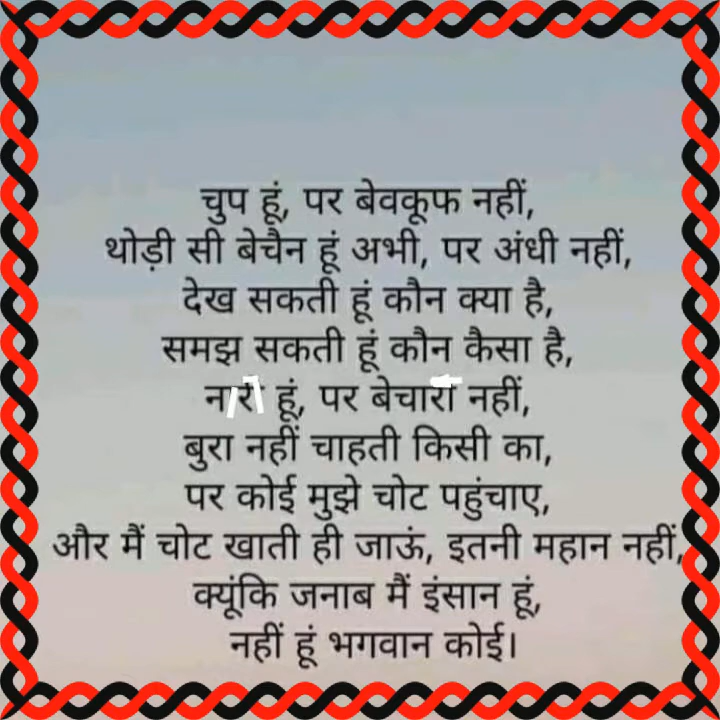 चुप हूं, पर बेवकूफ नहीं,
थोड़ी सी बेचैन हूं अभी, पर अंधी नहीं,
देख सकती हूं कौन क्या है,
समझ सकती हूं कौन कैसा है,
हूं, पर नहीं,
बुरा नहीं चाहती किसी का,
पर कोई मुझे चोट पहुंचाए,
और मैं चोट खाती ही जाऊं, इतनी महान नहीं,
क्यूंकि जनाब मैं इंसान हूं,
नहीं हूं भगवान कोई।